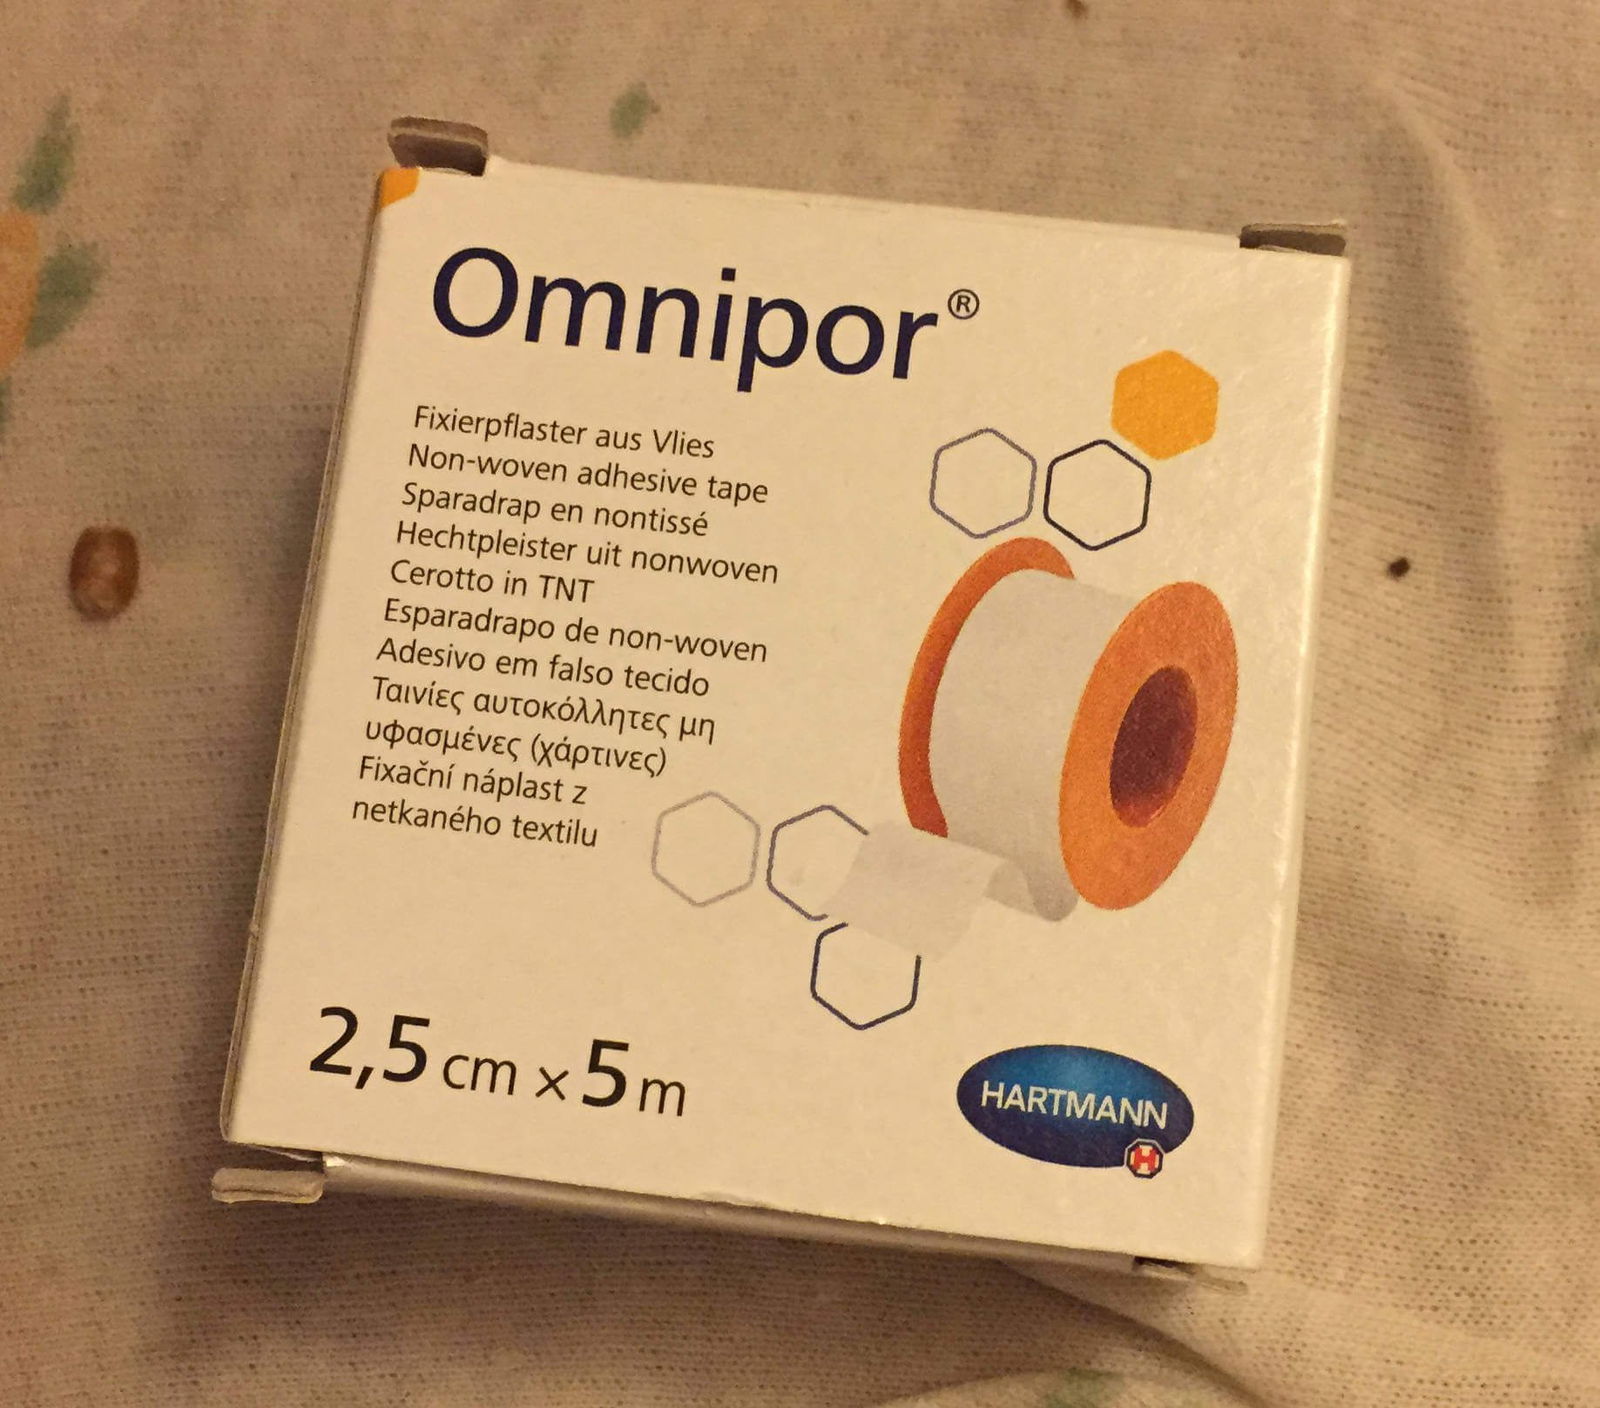 Omnipor®
Fixierpflaster aus Vlies
Non-woven adhesive tape
Sparadrap en nontissé
Hechtpleister uit nonwoven
Cerotto in TNT
Esparadrapo de non-woven
Adesivo em falso tecido
Ταινίες αυτοκόλλητες μη
υφασμένες (χάρτινες)
Fixační náplast z
netkaného textilu
2,5 cm x 5 m
HARTMANN
H